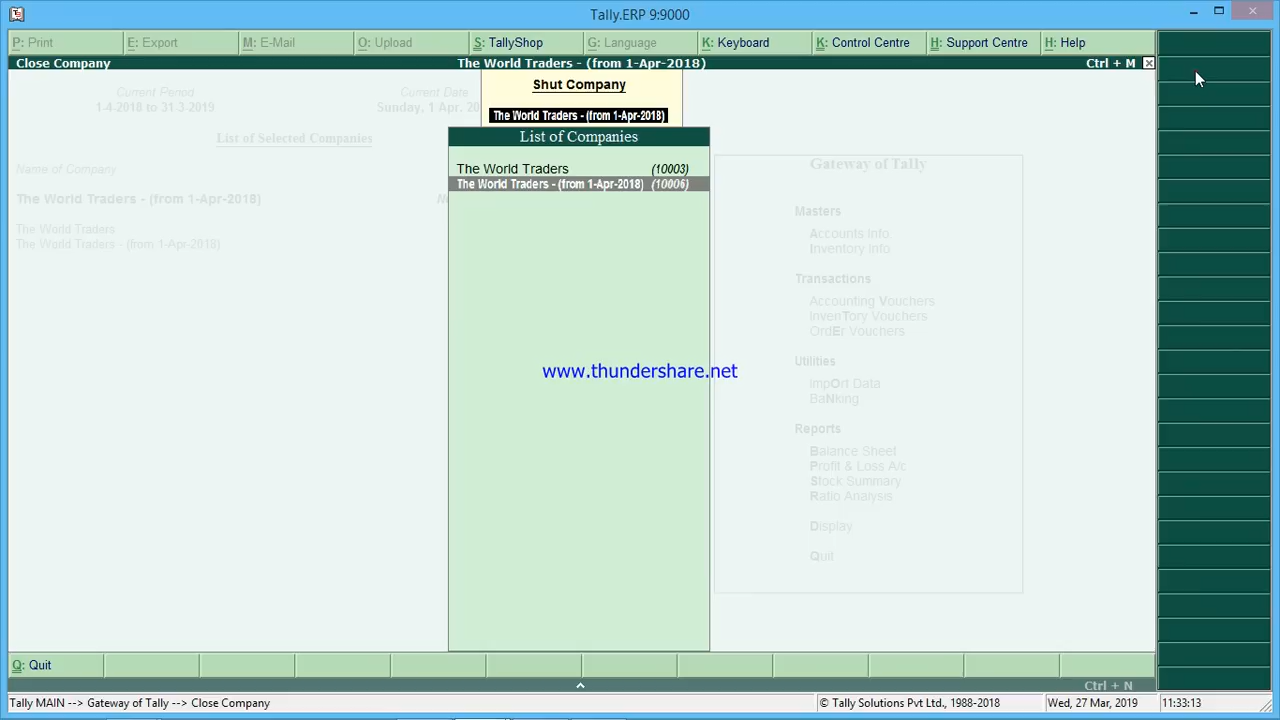 Tally.ERP 9:9000
P: Print E: Export M: E-Mail O: Upload S: TallyShop G: Language K: Keyboard K: Control Centre H: Support Centre H: Help
Close Company The World Traders - (from 1-Apr-2018) Ctrl + M
Current Period Current Date Shut Company
1-4-2018 to 31-3-2019 Sunday, 1 Apr, 20 The World Traders - (from 1-Apr-2018)
List of Selected Companies List of Companies
Name of Company
The World Traders - (from 1-Apr-2018)
The World Traders
The World Traders - (from 1-Apr-2018)
The World Traders (10003)
The World Traders - (from 1-Apr-2018) (10006)
www.thundershare.net
Gateway of Tally
Masters
Accounts Info
Inventory Info
Transactions
Accounting Vouchers
InvenTory Vouchers
OrdEr Vouchers
Utilities
ImpOrt Data
BaNking
Reports
Balance Sheet
Profit & Loss A/c
Stock Summary
Ratio Analysis
Display
Quit
Q: Quit
Ctrl + N
Tally MAIN --> Gateway of Tally --> Close Company © Tally Solutions Pvt Ltd., 1988-2018 Wed, 27 Mar, 2019 11:33:13